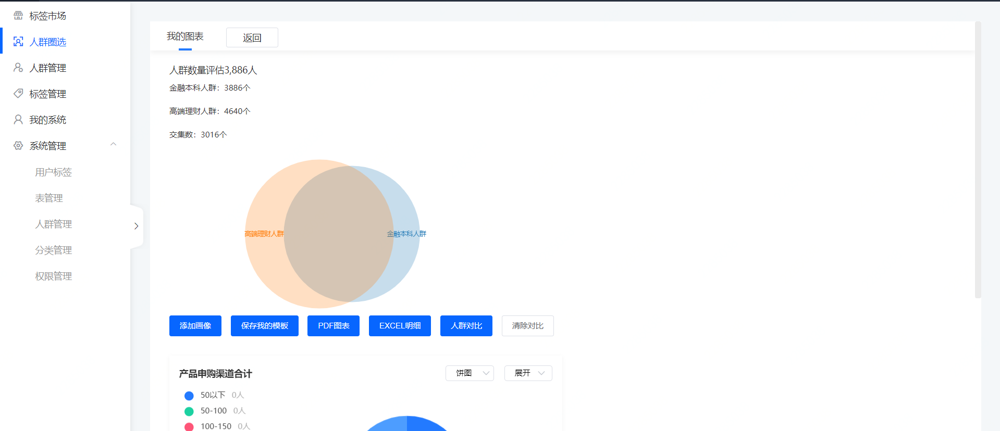 标签市场
人群圈选
人群管理
标签管理
我的系统
系统管理
用户标签
表管理
人群管理
分类管理
权限管理
我的图表
返回
人群数量评估3,886人
金融本科人群：3886个
高端理财人群：4640个
交集数：3016个
高端理财人群
金融本科人群
添加画像
保存我的模板
PDF图表
EXCEL明细
人群对比
清除对比
产品申购渠道合计
饼图
展开
50以下 0人
50-100 0人
100-150 0人